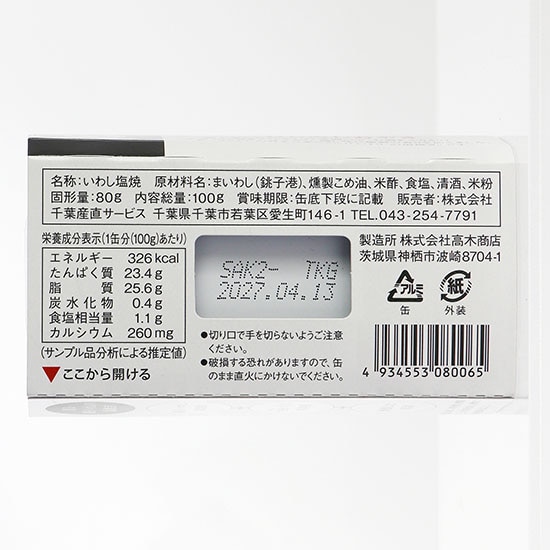 名称:いわし塩焼 原材料名:まいわし(銚子港)、燻製こめ油、米酢、食塩、清酒、米粉
固形量:80g 内容総量:100g 賞味期限:缶底下段に記載 販売者:株式会社
千葉産直サービス 千葉県千葉市若葉区愛生町146-1 TEL.043-254-7791
栄養成分表示(1缶分(100g)あたり)
エネルギー 326kcal
たんぱく質 23.4g
脂質 25.6g
炭水化物 0.4g
食塩相当量 1.1g
カルシウム 260mg
(サンプル品分析による推定値)
▼ここから開ける
SAK2- TKG
2027.04.13
●切り口で手を切らないようご注意
ください。
●破損する恐れがありますので、缶
のまま直火にかけないでください。
製造所 株式会社高木商店
茨城県神栖市波崎8704-1
アルミ 紙
缶 外装
4 934553 080065